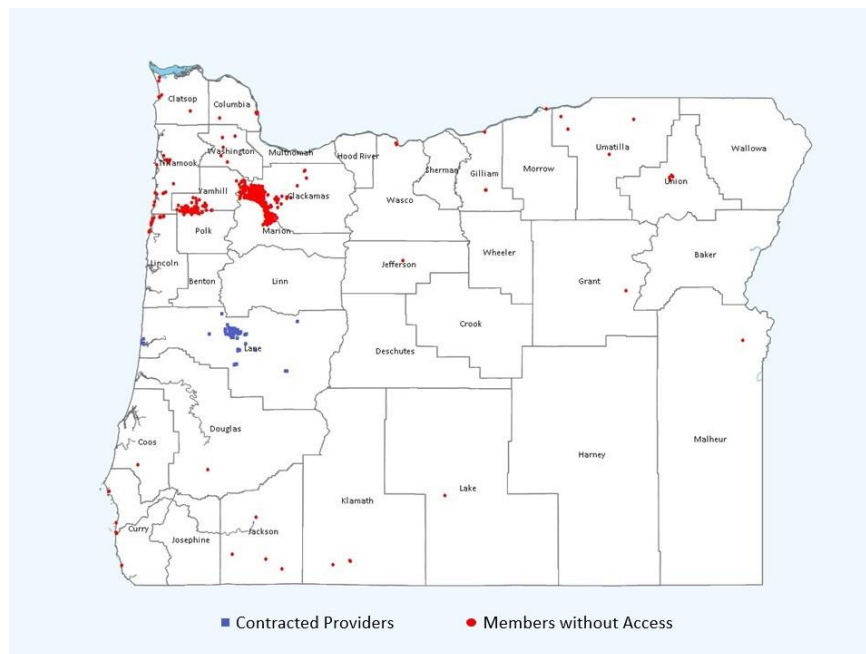 Clatsop
Columbia
Tillamook
Washington
Multnomah
Hood River
Sherman
Gilliam
Morrow
Umatilla
Union
Wallowa
Yamhill
Clackamas
Wasco
Polk
Marion
Lincoln
Benton
Linn
Jefferson
Wheeler
Grant
Baker
Crook
Lane
Deschutes
Coos
Douglas
Harney
Malheur
Klamath
Lake
Curry
Josephine
Jackson
Contracted Providers
Members without Access